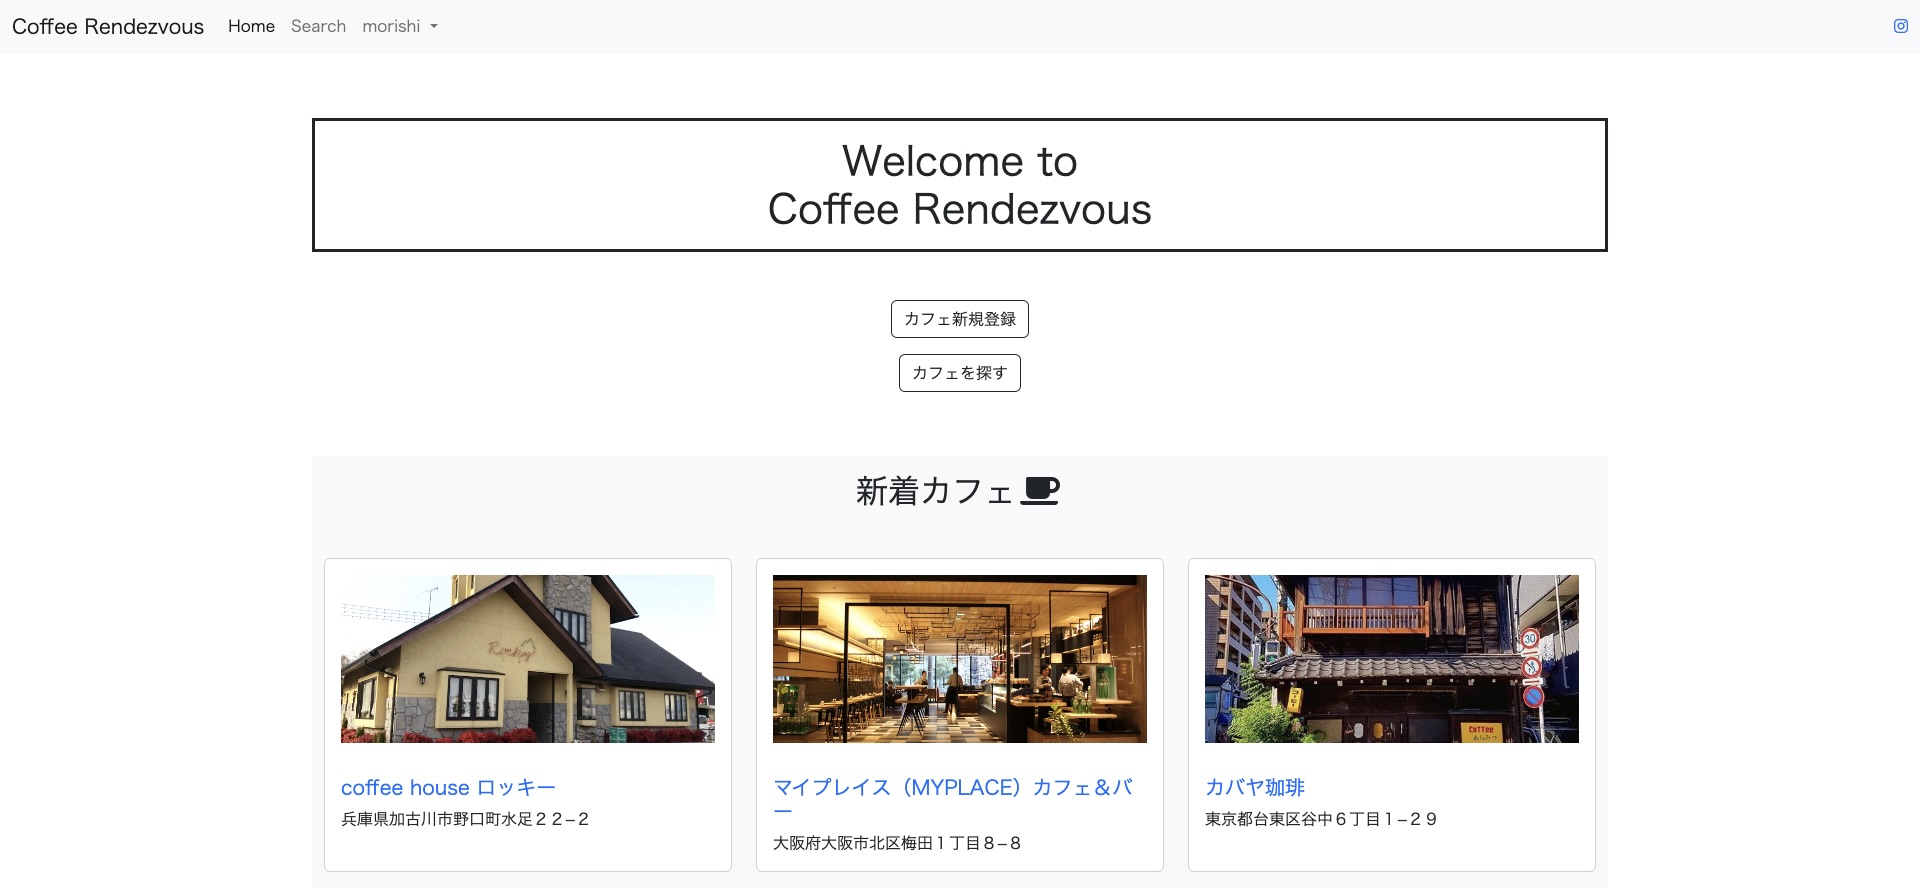 Coffee Rendezvous Home Search morishi
Welcome to
Coffee Rendezvous
カフェ新規登録
カフェを探す
新着カフェ
Rocky
30
コーヒー
Coffee
coffee house ロッキー
兵庫県加古川市野口町水足２２−２
マイプレイス（MYPLACE）カフェ＆バ
ー
大阪府大阪市北区梅田１丁目８−８
カバヤ珈琲
東京都台東区谷中６丁目１−２９